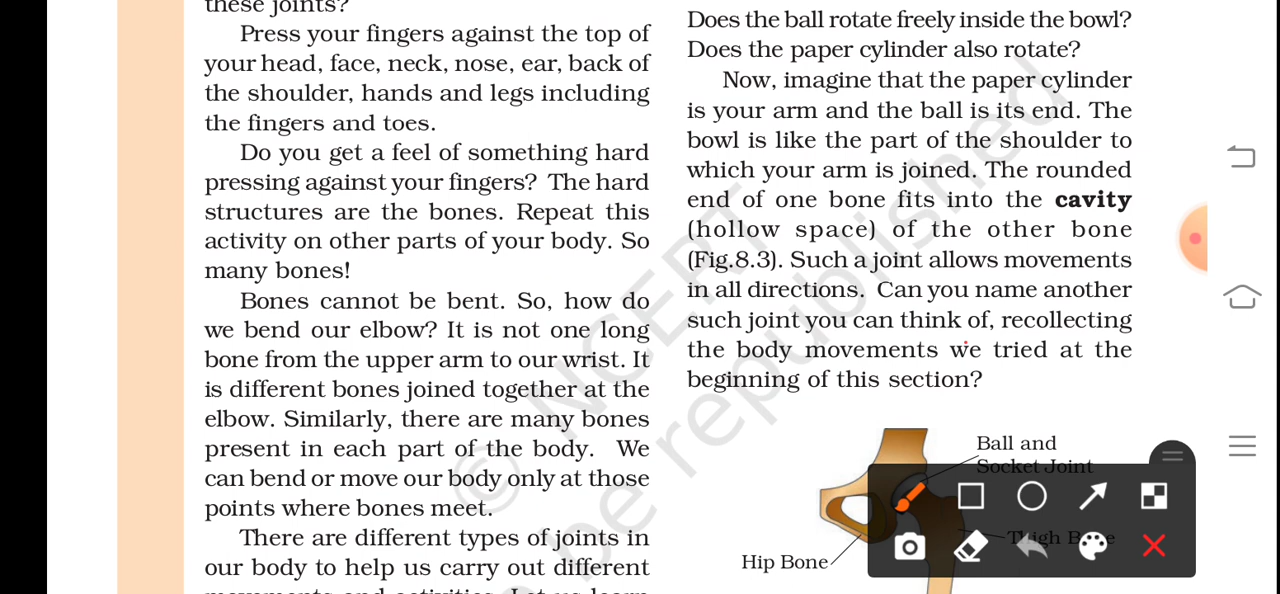 these joints?
Press your fingers against the top of
your head, face, neck, nose, ear, back of
the shoulder, hands and legs including
the fingers and toes.
Do you get a feel of something hard
pressing against your fingers? The hard
structures are the bones. Repeat this
activity on other parts of your body. So
many bones!
Bones cannot be bent. So, how do
we bend our elbow? It is not one long
bone from the upper arm to our wrist. It
is different bones joined together at the
elbow. Similarly, there are many bones
present in each part of the body. We
can bend or move our body only at those
points where bones meet.
There are different types of joints in
our body to help us carry out different
movements and activities. Let us learn
Does the ball rotate freely inside the bowl?
Does the paper cylinder also rotate?
Now, imagine that the paper cylinder
is your arm and the ball is its end. The
bowl is like the part of the shoulder to
which your arm is joined. The rounded
end of one bone fits into the cavity
(hollow space) of the other bone
(Fig.8.3). Such a joint allows movements
in all directions. Can you name another
such joint you can think of, recollecting
the body movements we tried at the
beginning of this section?
Ball and
Socket Joint
Thigh Bone
Hip Bone
© NCERT
be republished